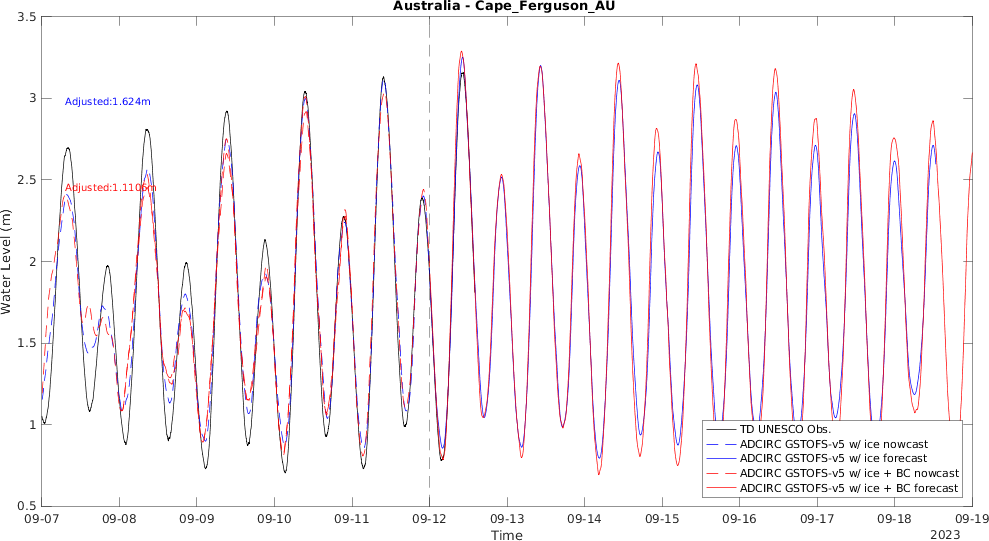 Australia - Cape_Ferguson_AU
3.5
3
2.5
2
1.5
1
0.5
Water Level (m)
Adjusted:1.624m
Adjusted:1.1106m
TD UNESCO Obs.
ADCIRC GSTOFS-v5 w/ ice nowcast
ADCIRC GSTOFS-v5 w/ ice forecast
ADCIRC GSTOFS-v5 w/ ice + BC nowcast
ADCIRC GSTOFS-v5 w/ ice + BC forecast
09-07 09-08 09-09 09-10 09-11 09-12 09-13 09-14 09-15 09-16 09-17 09-18 09-19
Time
2023